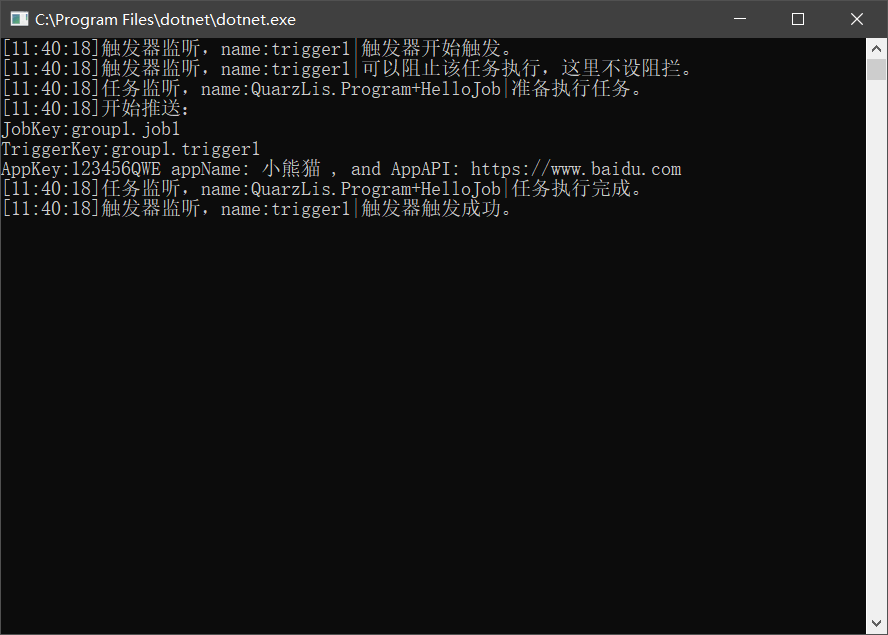 C:\Program Files\dotnet\dotnet.exe
[11:40:18]触发器监听，name:trigger1|触发器开始触发。
[11:40:18]触发器监听，name:trigger1|可以阻止该任务执行，这里不设阻拦。
[11:40:18]任务监听，name:QuarzLis.Program+HelloJob|准备执行任务。
[11:40:18]开始推送：
JobKey:group1.job1
TriggerKey:group1.trigger1
AppKey:123456QWE appName: 小熊猫 , and AppAPI: https://www.baidu.com
[11:40:18]任务监听，name:QuarzLis.Program+HelloJob|任务执行完成。
[11:40:18]触发器监听，name:trigger1|触发器触发成功。